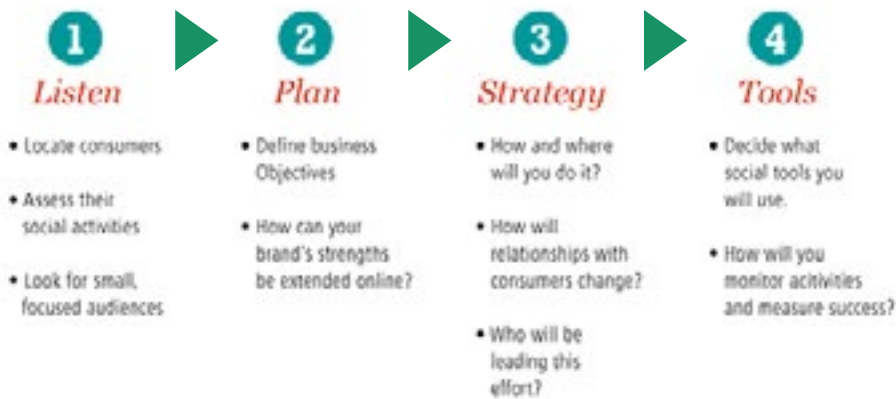 1
Listen
• Locate consumers
• Assess their
social activities
• Look for small,
focused audiences
2
Plan
• Define business
Objectives
• How can your
brand's strengths
be extended online?
3
Strategy
• How and where
will you do it?
• How will
relationships with
consumers change?
• Who will be
leading this
effort?
4
Tools
• Decide what
social tools you
will use.
• How will you
monitor acitivities
and measure success?